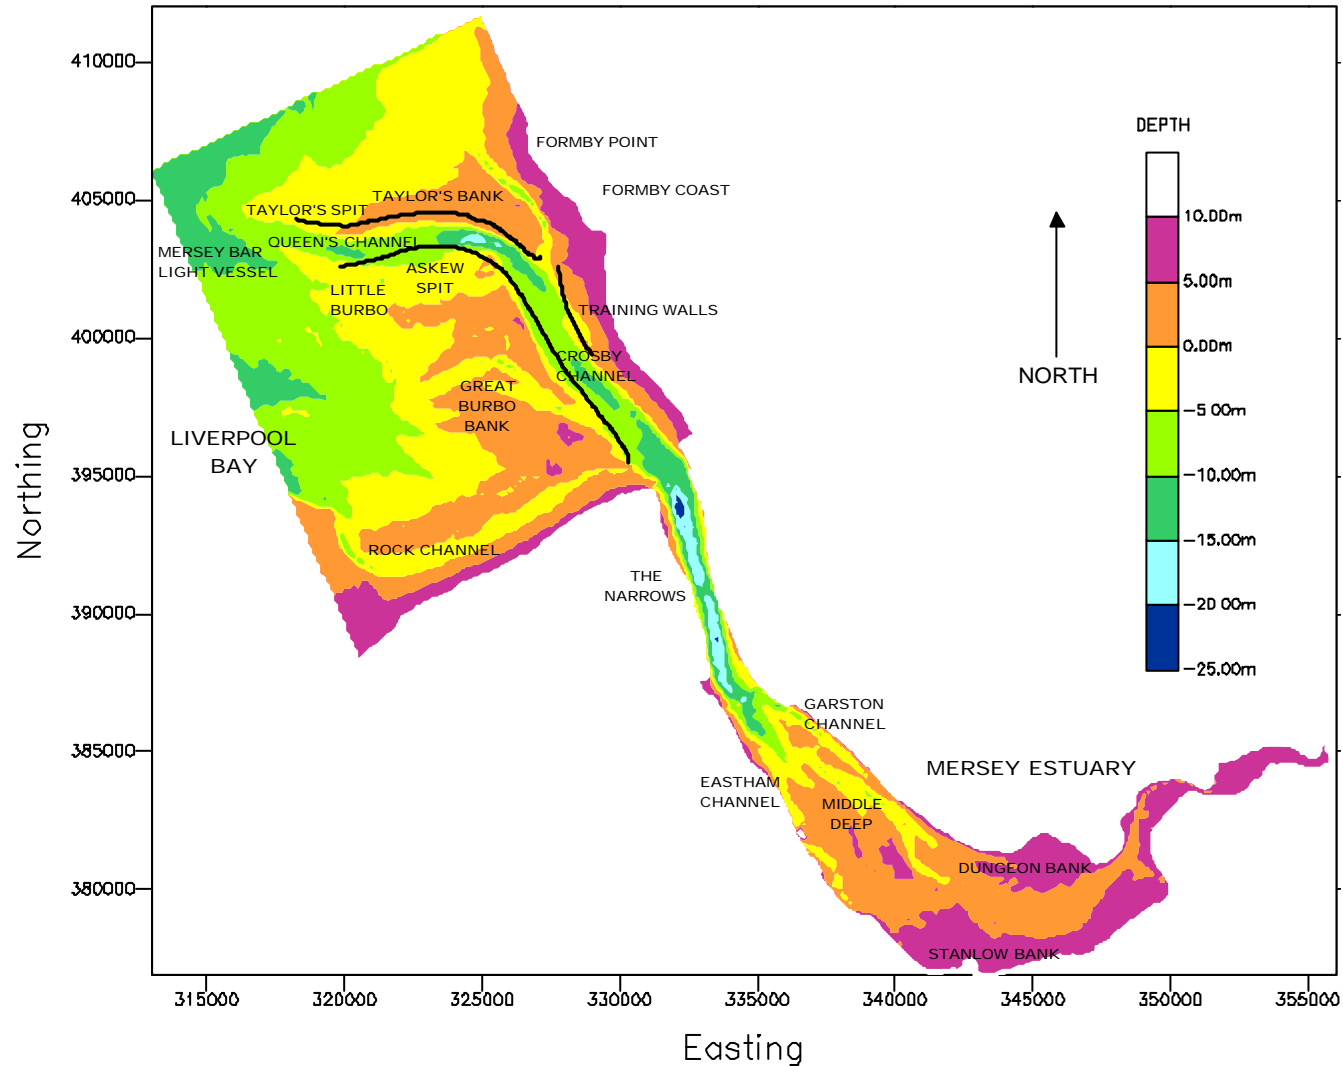 DEPTH
10.00m
5.00m
0.00m
-5 00m
-10.00m
-15.00m
-20 00m
-25.00m
NORTH
410000
405000
400000
395000
390000
385000
380000
Northing
FORMBY POINT
FORMBY COAST
TAYLOR'S BANK
TAYLOR'S SPIT
QUEEN'S CHANNEL
MERSEY BAR
LIGHT VESSEL
ASKEW
SPIT
LITTLE
BURBO
TRAINING WALLS
CROSBY
CHANNEL
GREAT
BURBO
BANK
LIVERPOOL
BAY
ROCK CHANNEL
THE
NARROWS
GARSTON
CHANNEL
MERSEY ESTUARY
EASTHAM
CHANNEL
MIDDLE
DEEP
DUNGEON BANK
STANLOW BANK
315000
320000
325000
330000
335000
340000
345000
350000
355000
Easting